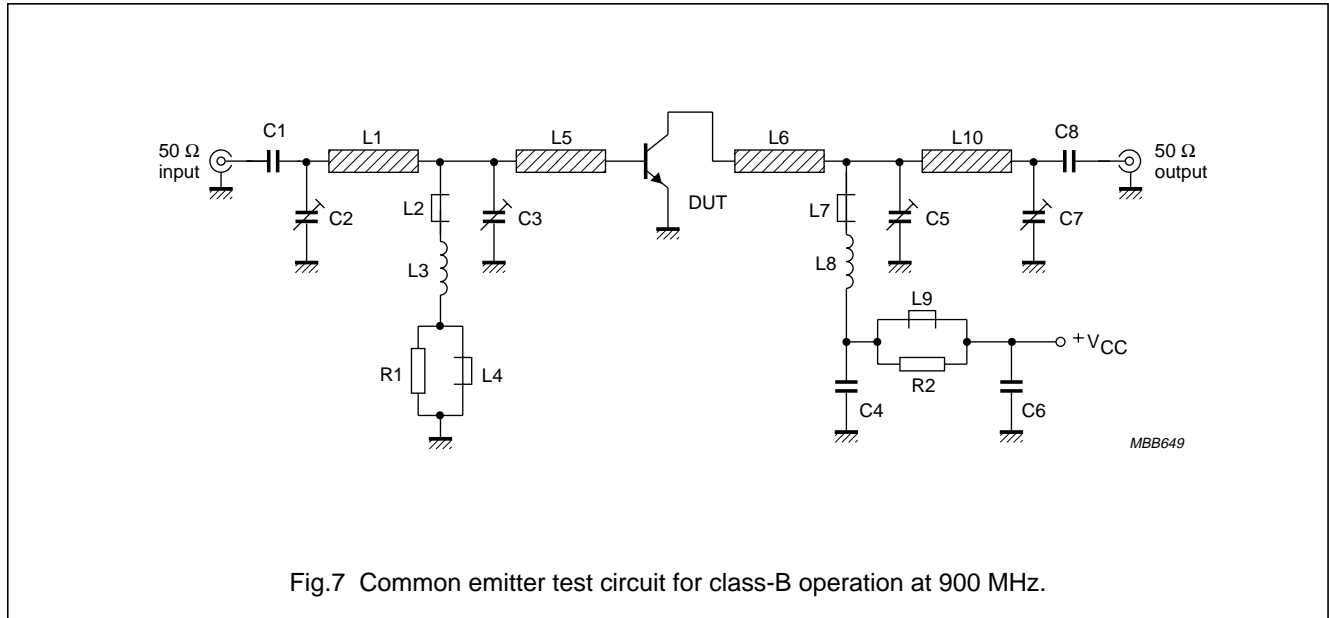 C1
L1
L5
L6
L10
C8
50 Ω
input
50 Ω
output
C2
L2
C3
DUT
L7
C5
C7
L3
L8
L9
+VCC
R1
L4
R2
C4
C6
MBB649
Fig.7 Common emitter test circuit for class-B operation at 900 MHz.